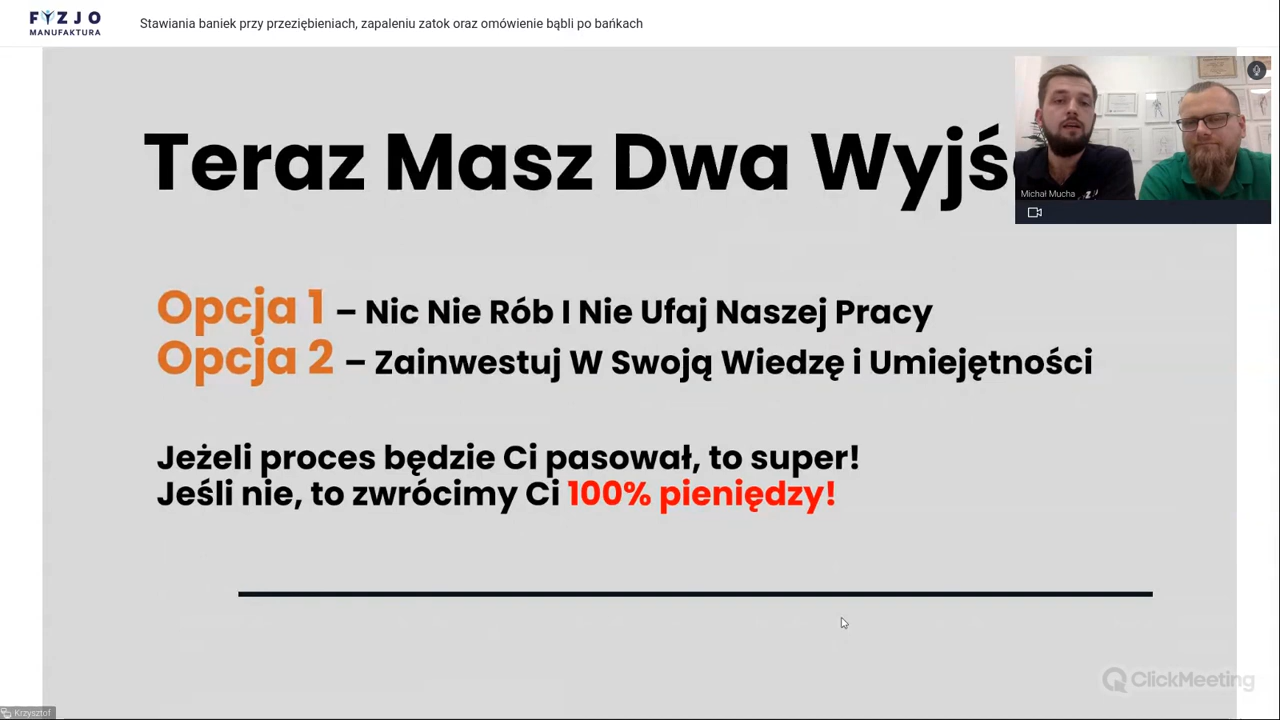 FYZJO
MANUFAKTURA
Stawiania baniek przy przeziębieniach, zapaleniu zatok oraz omówienie bąbli po bańkach
Teraz Masz Dwa Wyjś
Michał Mucha
Opcja 1 – Nic Nie Rób I Nie Ufaj Naszej Pracy
Opcja 2 – Zainwestuj W Swoją Wiedzę i Umiejętności
Jeżeli proces będzie Ci pasował, to super!
Jeśli nie, to zwrócimy Ci 100% pieniędzy!
ClickMeeting
Krzysztof